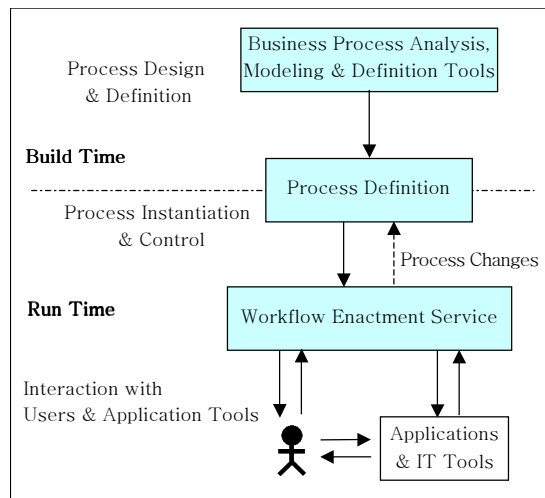 Business Process Analysis,
Modeling & Definition Tools
Process Design
& Definition
Build Time
Process Definition
Process Instantiation
& Control
Process Changes
Run Time
Workflow Enactment Service
Interaction with
Users & Application Tools
Applications
& IT Tools